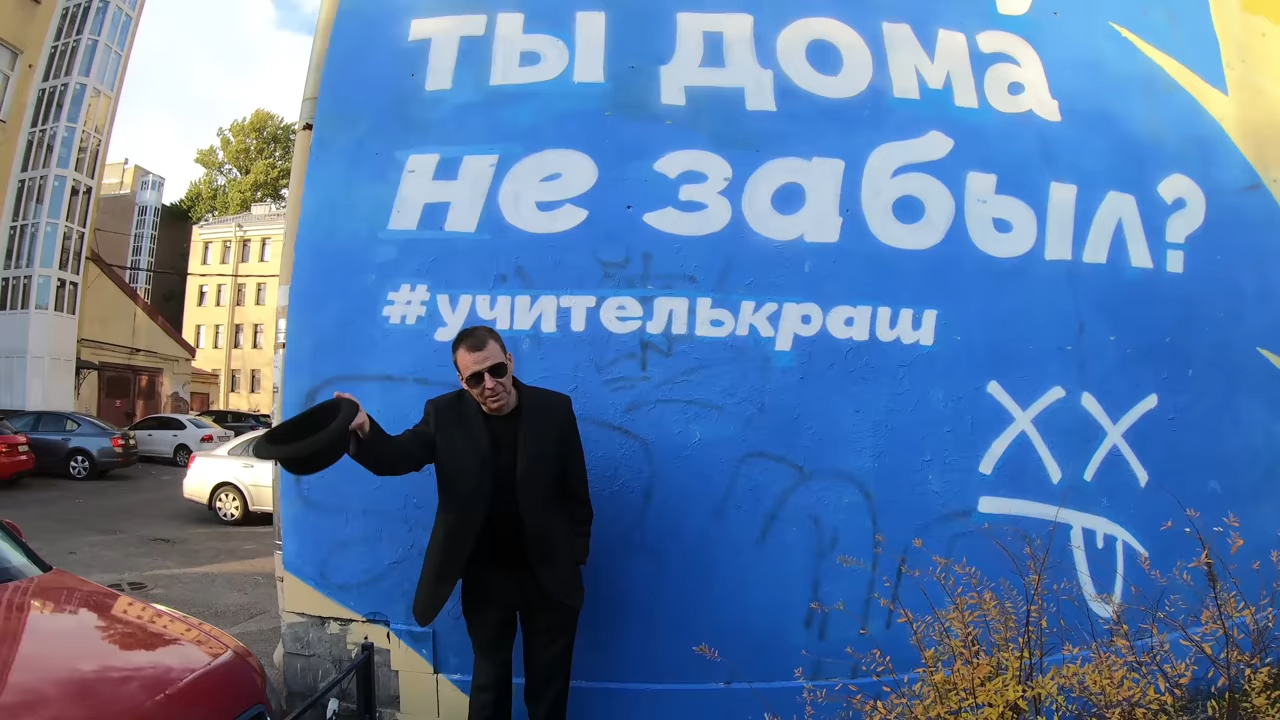 ты дома
не забыл?
#учителькраш